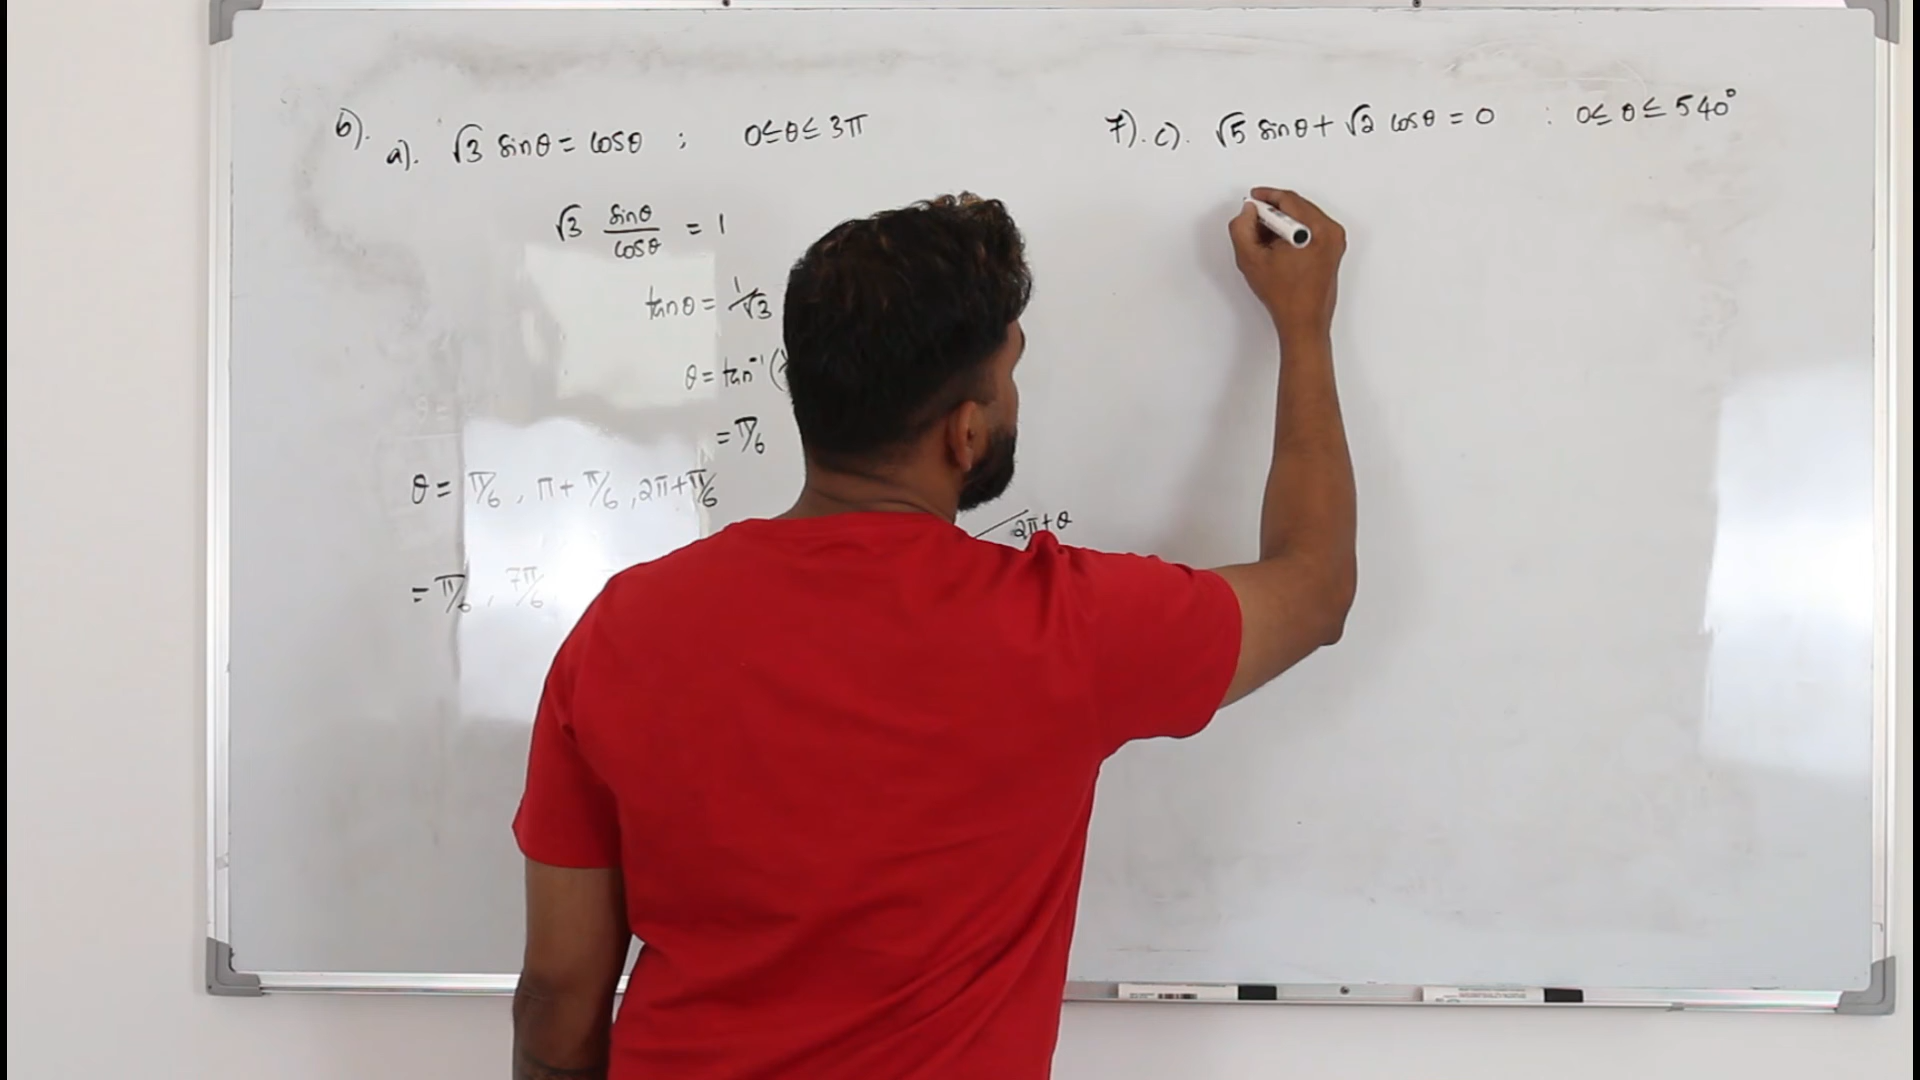 6).
a). √3 sinθ = cosθ ; 0≤θ≤ 3π
√3 sinθ/cosθ = 1
tanθ = 1/√3
θ = tan⁻¹(
= π/6
θ = π/6 , π + π/6 , 2π + π/6
= π/6 , 7π/6 ,
2π+θ
7). c). √5 sinθ + √2 cosθ = 0 : 0≤ θ ≤ 540°